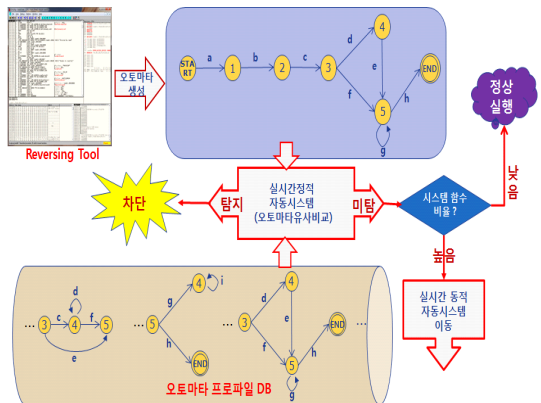 Reversing Tool
오토마타
생성
STA
RT
a
1
b
2
c
3
d
4
e
f
5
g
h
END
정상
실행
차단
탐지
실시간정적
자동시스템
(오토마타유사비교)
미탐
시스템 함수
비율 ?
낮음
높음
실시간 동적
자동시스템
이동
...
3
c
d
4
f
5
e
...
5
g
4
i
h
END
...
3
d
4
e
f
5
g
h
END
...
오토마타 프로파일 DB